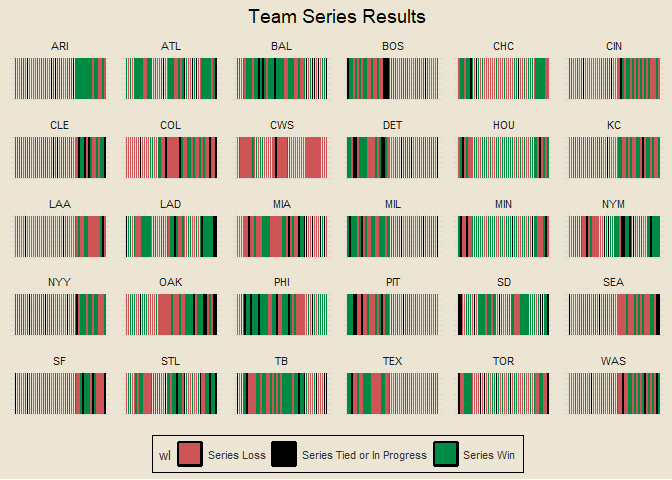 Team Series Results
ARI ATL BAL BOS CHC CIN
CLE COL CWS DET HOU KC
LAA LAD MIA MIL MIN NYM
NYY OAK PHI PIT SD SEA
SF STL TB TEX TOR WAS
wl Series Loss Series Tied or In Progress Series Win